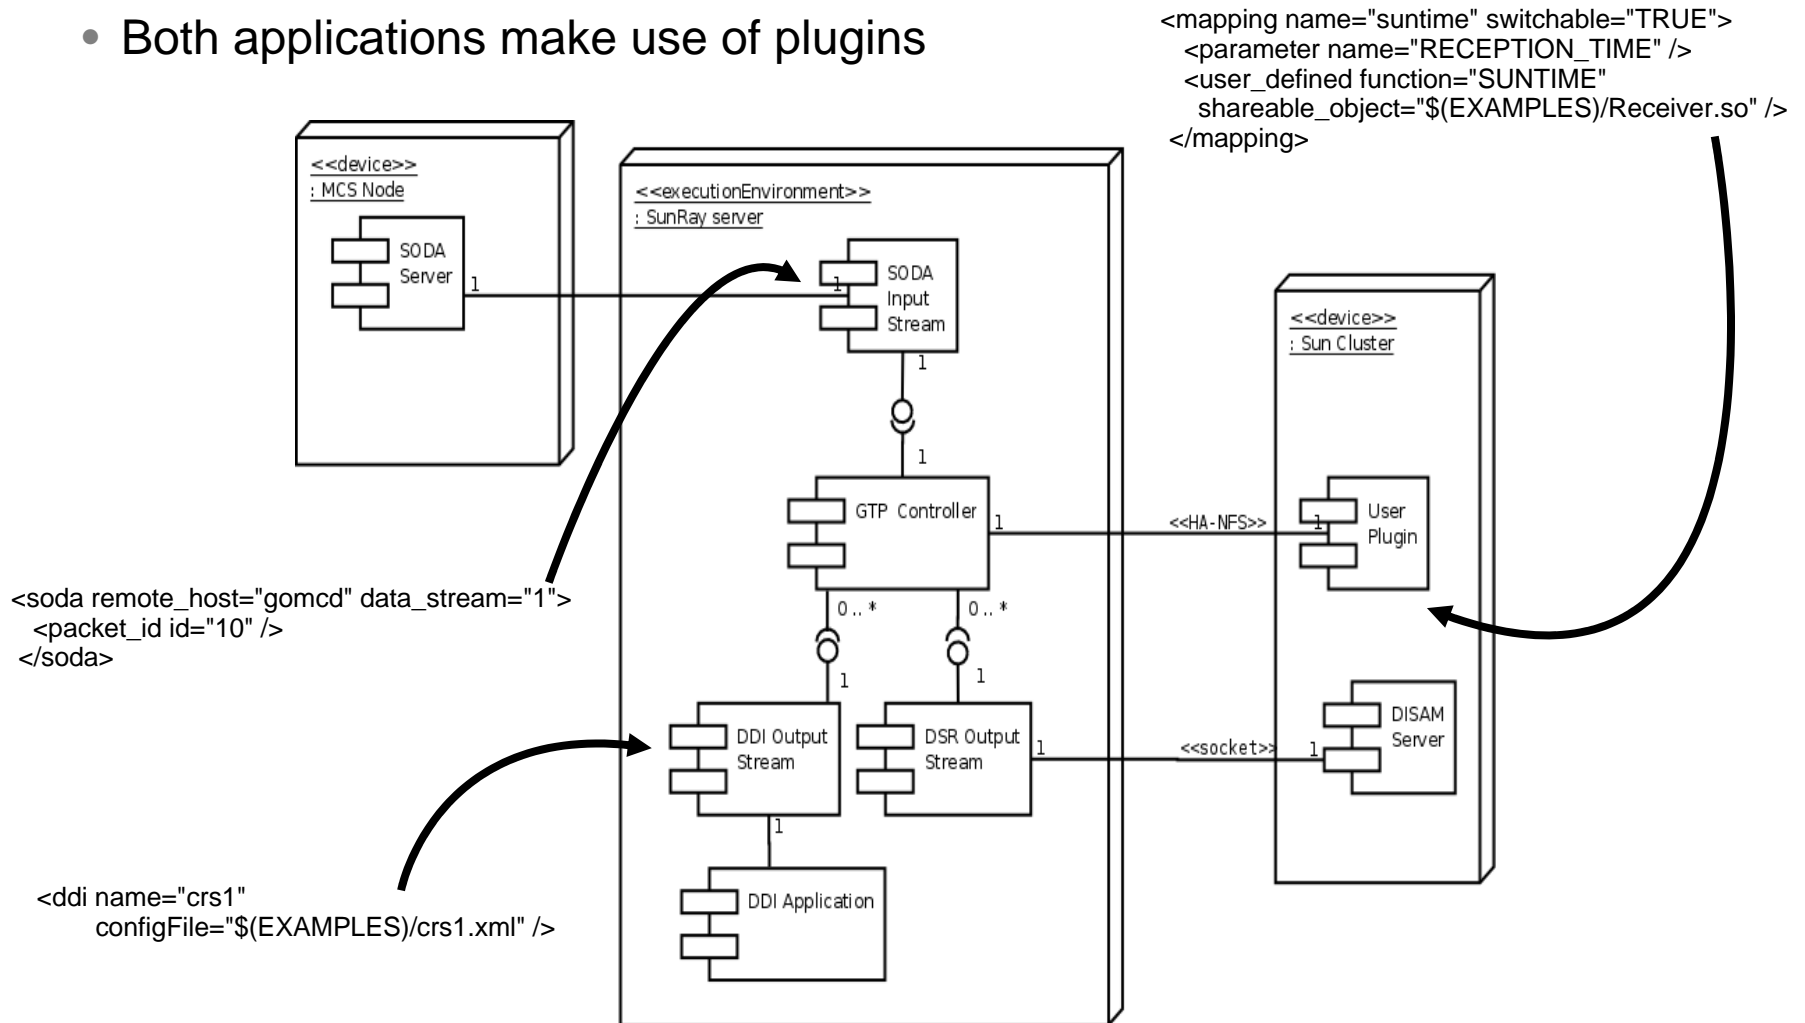 • Both applications make use of plugins
<mapping name="suntime" switchable="TRUE">
<parameter name="RECEPTION_TIME" />
<user_defined function="SUNTIME"
shareable_object="$(EXAMPLES)/Receiver.so" />
</mapping>
<<device>>
: MCS Node
SODA
Server
1
<<executionEnvironment>>
: SunRay server
1
SODA
Input
Stream
1
1
GTP Controller
1
<<HA-NFS>>
<<device>>
: Sun Cluster
1
User
Plugin
<soda remote_host="gomcd" data_stream="1">
<packet_id id="10" />
</soda>
0..*
0..*
1
1
DDI Output
Stream
DSR Output
Stream
1
<<socket>>
1
DISAM
Server
1
DDI Application
<ddi name="crs1"
configFile="$(EXAMPLES)/crs1.xml" />